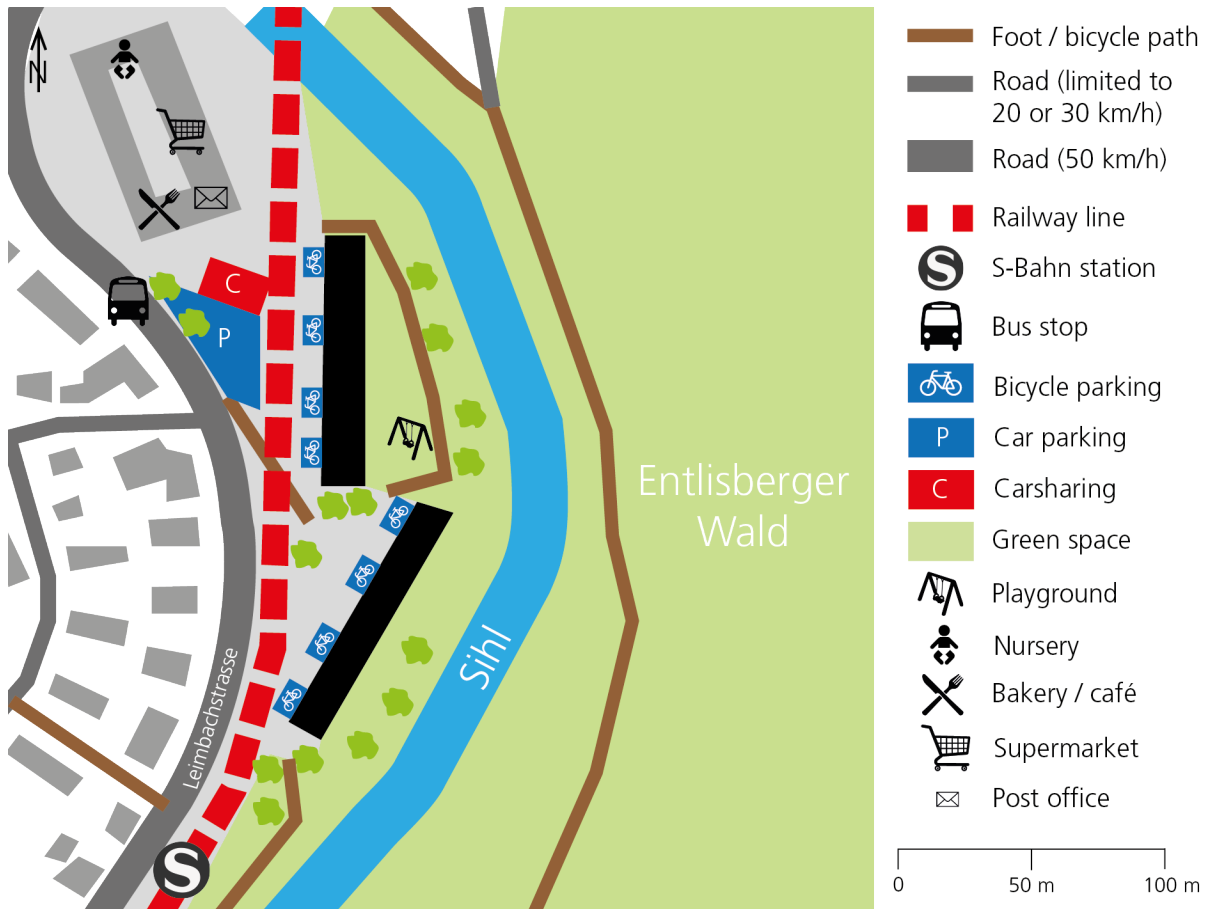 N
C
P
Entlisberger
Wald
Sihl
Leimbachstrasse
S
Foot / bicycle path
Road (limited to
20 or 30 km/h)
Road (50 km/h)
Railway line
S
S-Bahn station
Bus stop
Bicycle parking
P
Car parking
C
Carsharing
Green space
Playground
Nursery
Bakery / café
Supermarket
Post office
0
50 m
100 m